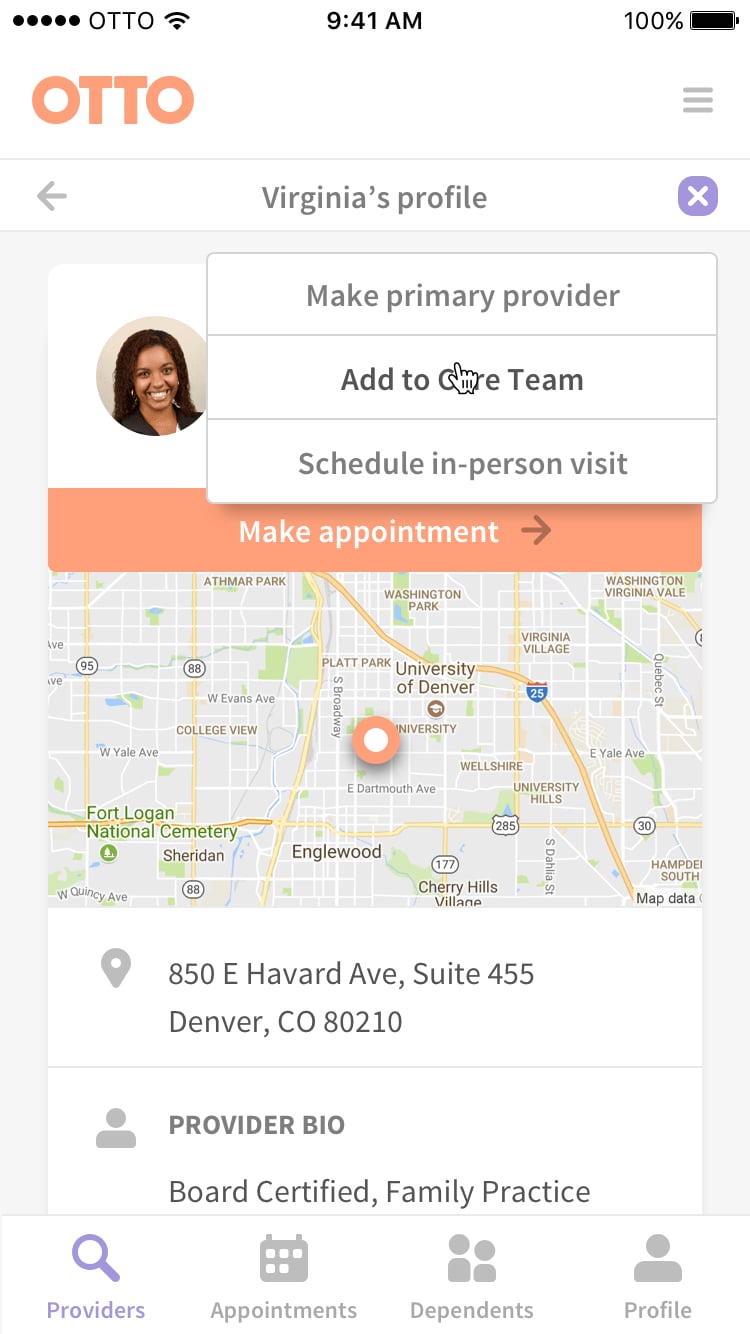 OTTO
9:41 AM
100%
OTTO
Virginia's profile
Make primary provider
Add to Care Team
Schedule in-person visit
Make appointment
ATHMAR PARK
WASHINGTON
PARK
WASHINGTON
VIRGINIA VALE
VIRGINIA
VILLAGE
Ave
95
88
PLATT PARK
University
of Denver
25
Quebec St
ve
W Evans Ave
S Broadway
COLLEGE VIEW
UNIVERSITY
W Yale Ave
E Yale Ave
WELLSHIRE
E Dartmouth Ave
UNIVERSITY
HILLS
Fort Logan
National Cemetery
285
30
Sheridan
Englewood
177
S Dahlia St
HAMPDE
SOUTH
88
W Quincy Ave
Cherry Hills
Village
Map data
850 E Havard Ave, Suite 455
Denver, CO 80210
PROVIDER BIO
Board Certified, Family Practice
Providers
Appointments
Dependents
Profile